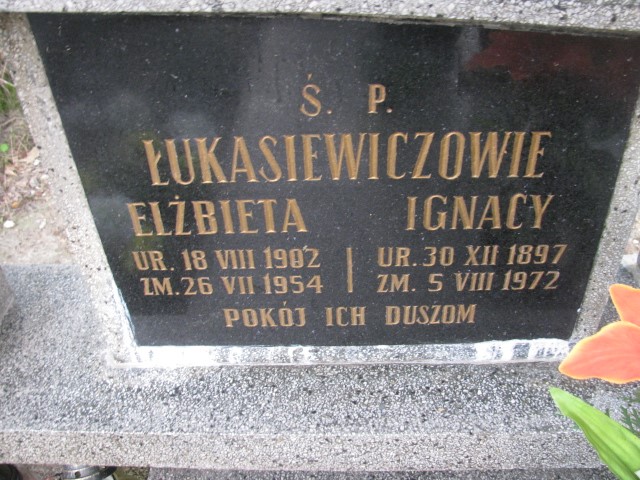 Ś. P.
ŁUKASIEWICZOWIE
ELŻBIETA IGNACY
UR. 18 VIII 1902 | UR. 30 XII 1897
ZM. 26 VII 1954 | ZM. 5 VIII 1972
POKÓJ ICH DUSZOM